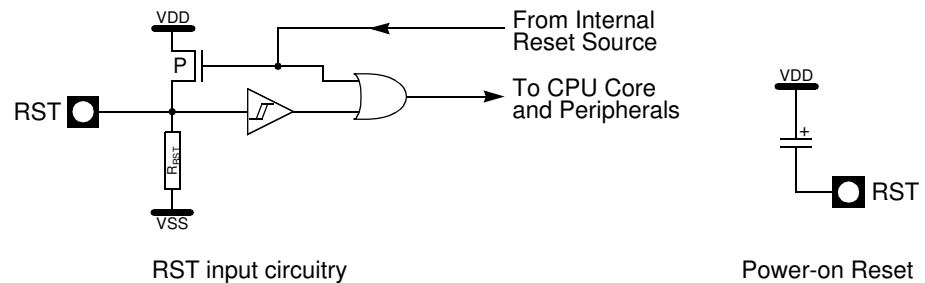 VDD
From Internal
Reset Source
P
To CPU Core
and Peripherals
RST
RRST
VSS
RST input circuitry
VDD
+
RST
Power-on Reset